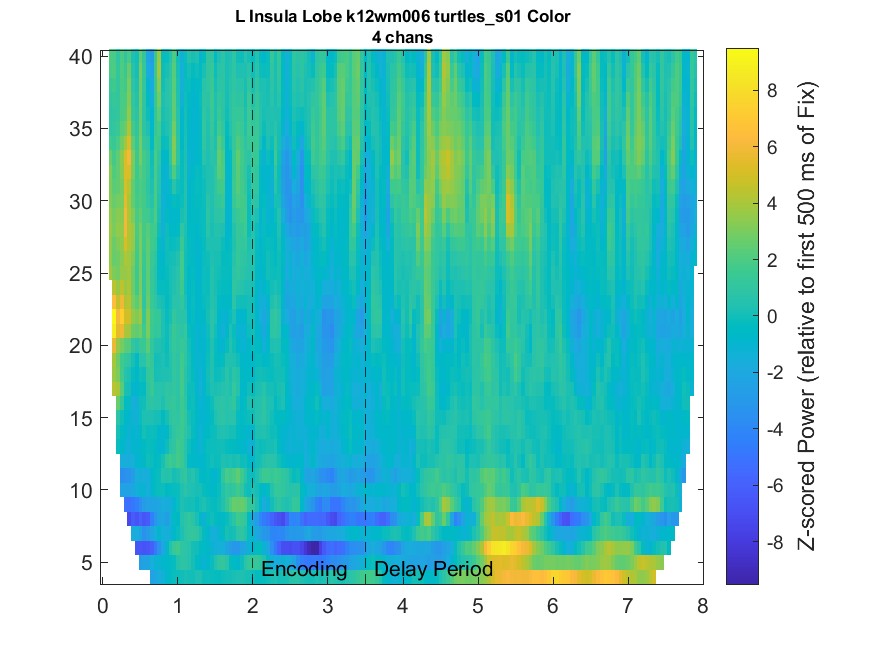 L Insula Lobe k12wm006 turtles_s01 Color
4 chans
40
35
30
25
20
15
10
5
Encoding
Delay Period
0 1 2 3 4 5 6 7 8
8
6
4
2
0
-2
-4
-6
-8
Z-scored Power (relative to first 500 ms of Fix)